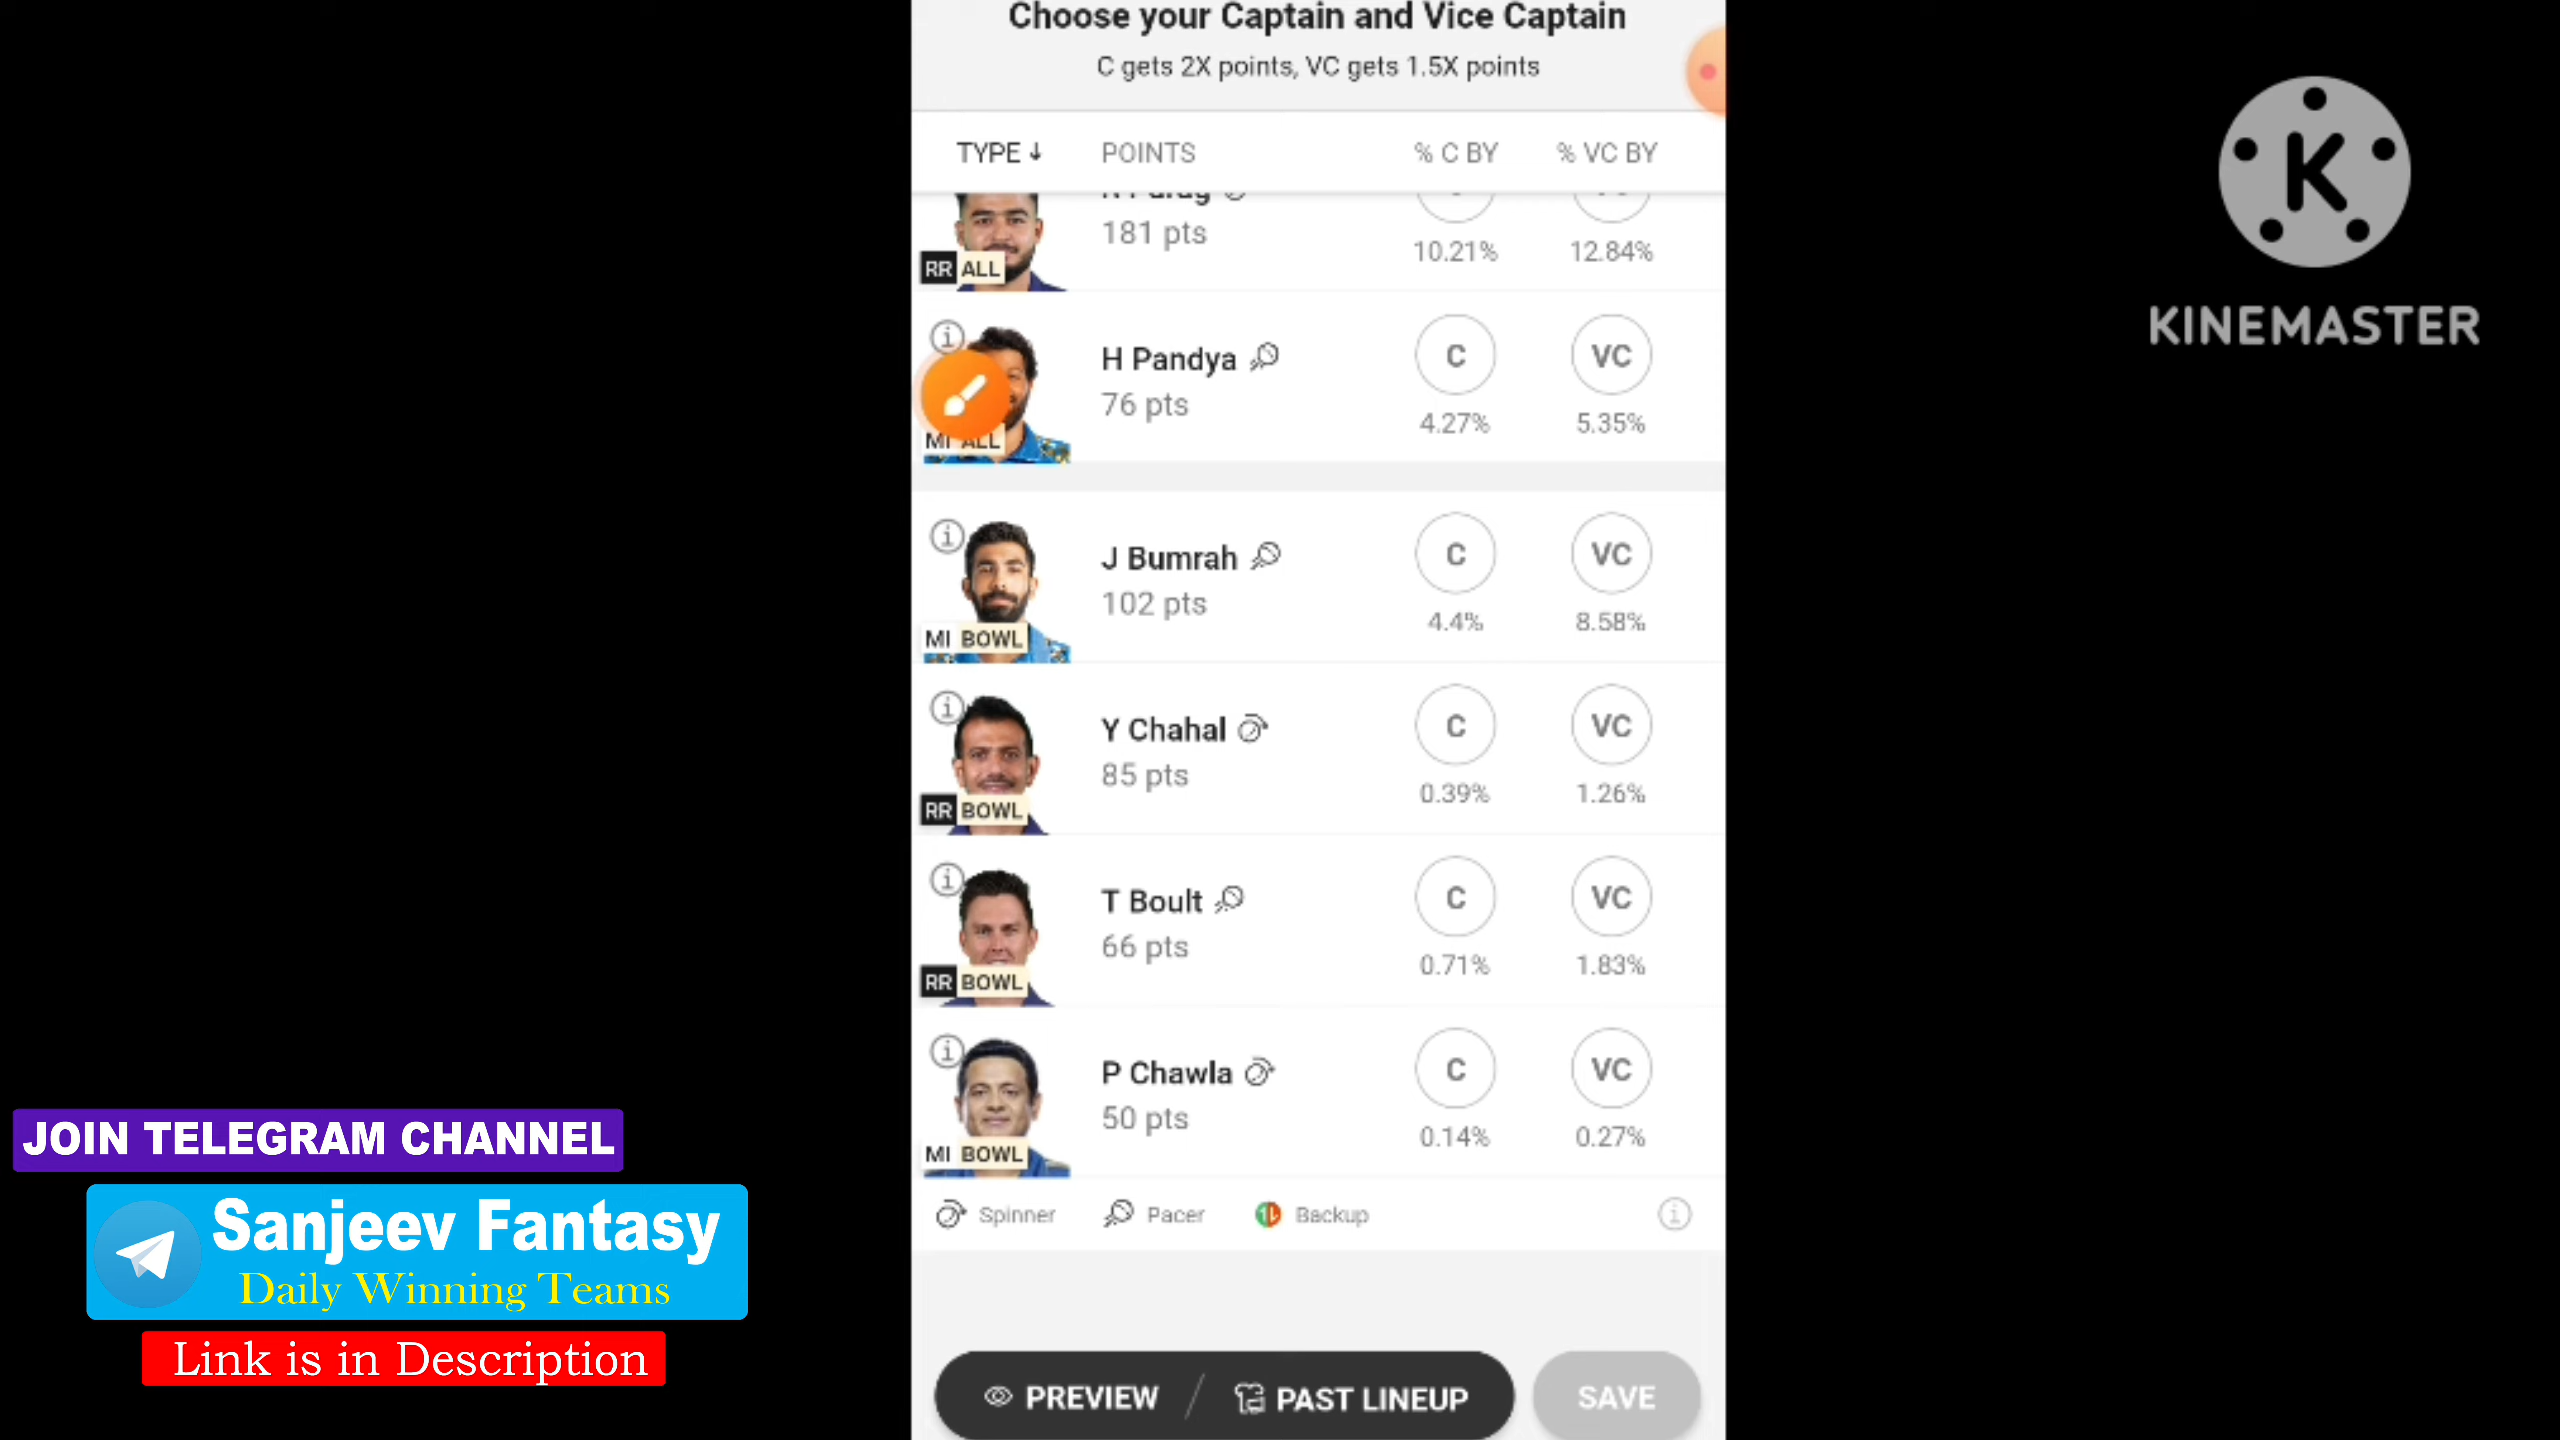 Choose your Captain and Vice Captain
C gets 2X points, VC gets 1.5X points
TYPE ↓ POINTS % C BY % VC BY
181 pts 10.21% 12.84%
RR ALL
H Pandya C VC
76 pts 4.27% 5.35%
MI ALL
J Bumrah C VC
102 pts 4.4% 8.58%
MI BOWL
Y Chahal C VC
85 pts 0.39% 1.26%
RR BOWL
T Boult C VC
66 pts 0.71% 1.83%
RR BOWL
P Chawla C VC
50 pts 0.14% 0.27%
MI BOWL
Spinner Pacer Backup
PREVIEW / PAST LINEUP SAVE
K
KINEMASTER
JOIN TELEGRAM CHANNEL
Sanjeev Fantasy
Daily Winning Teams
Link is in Description